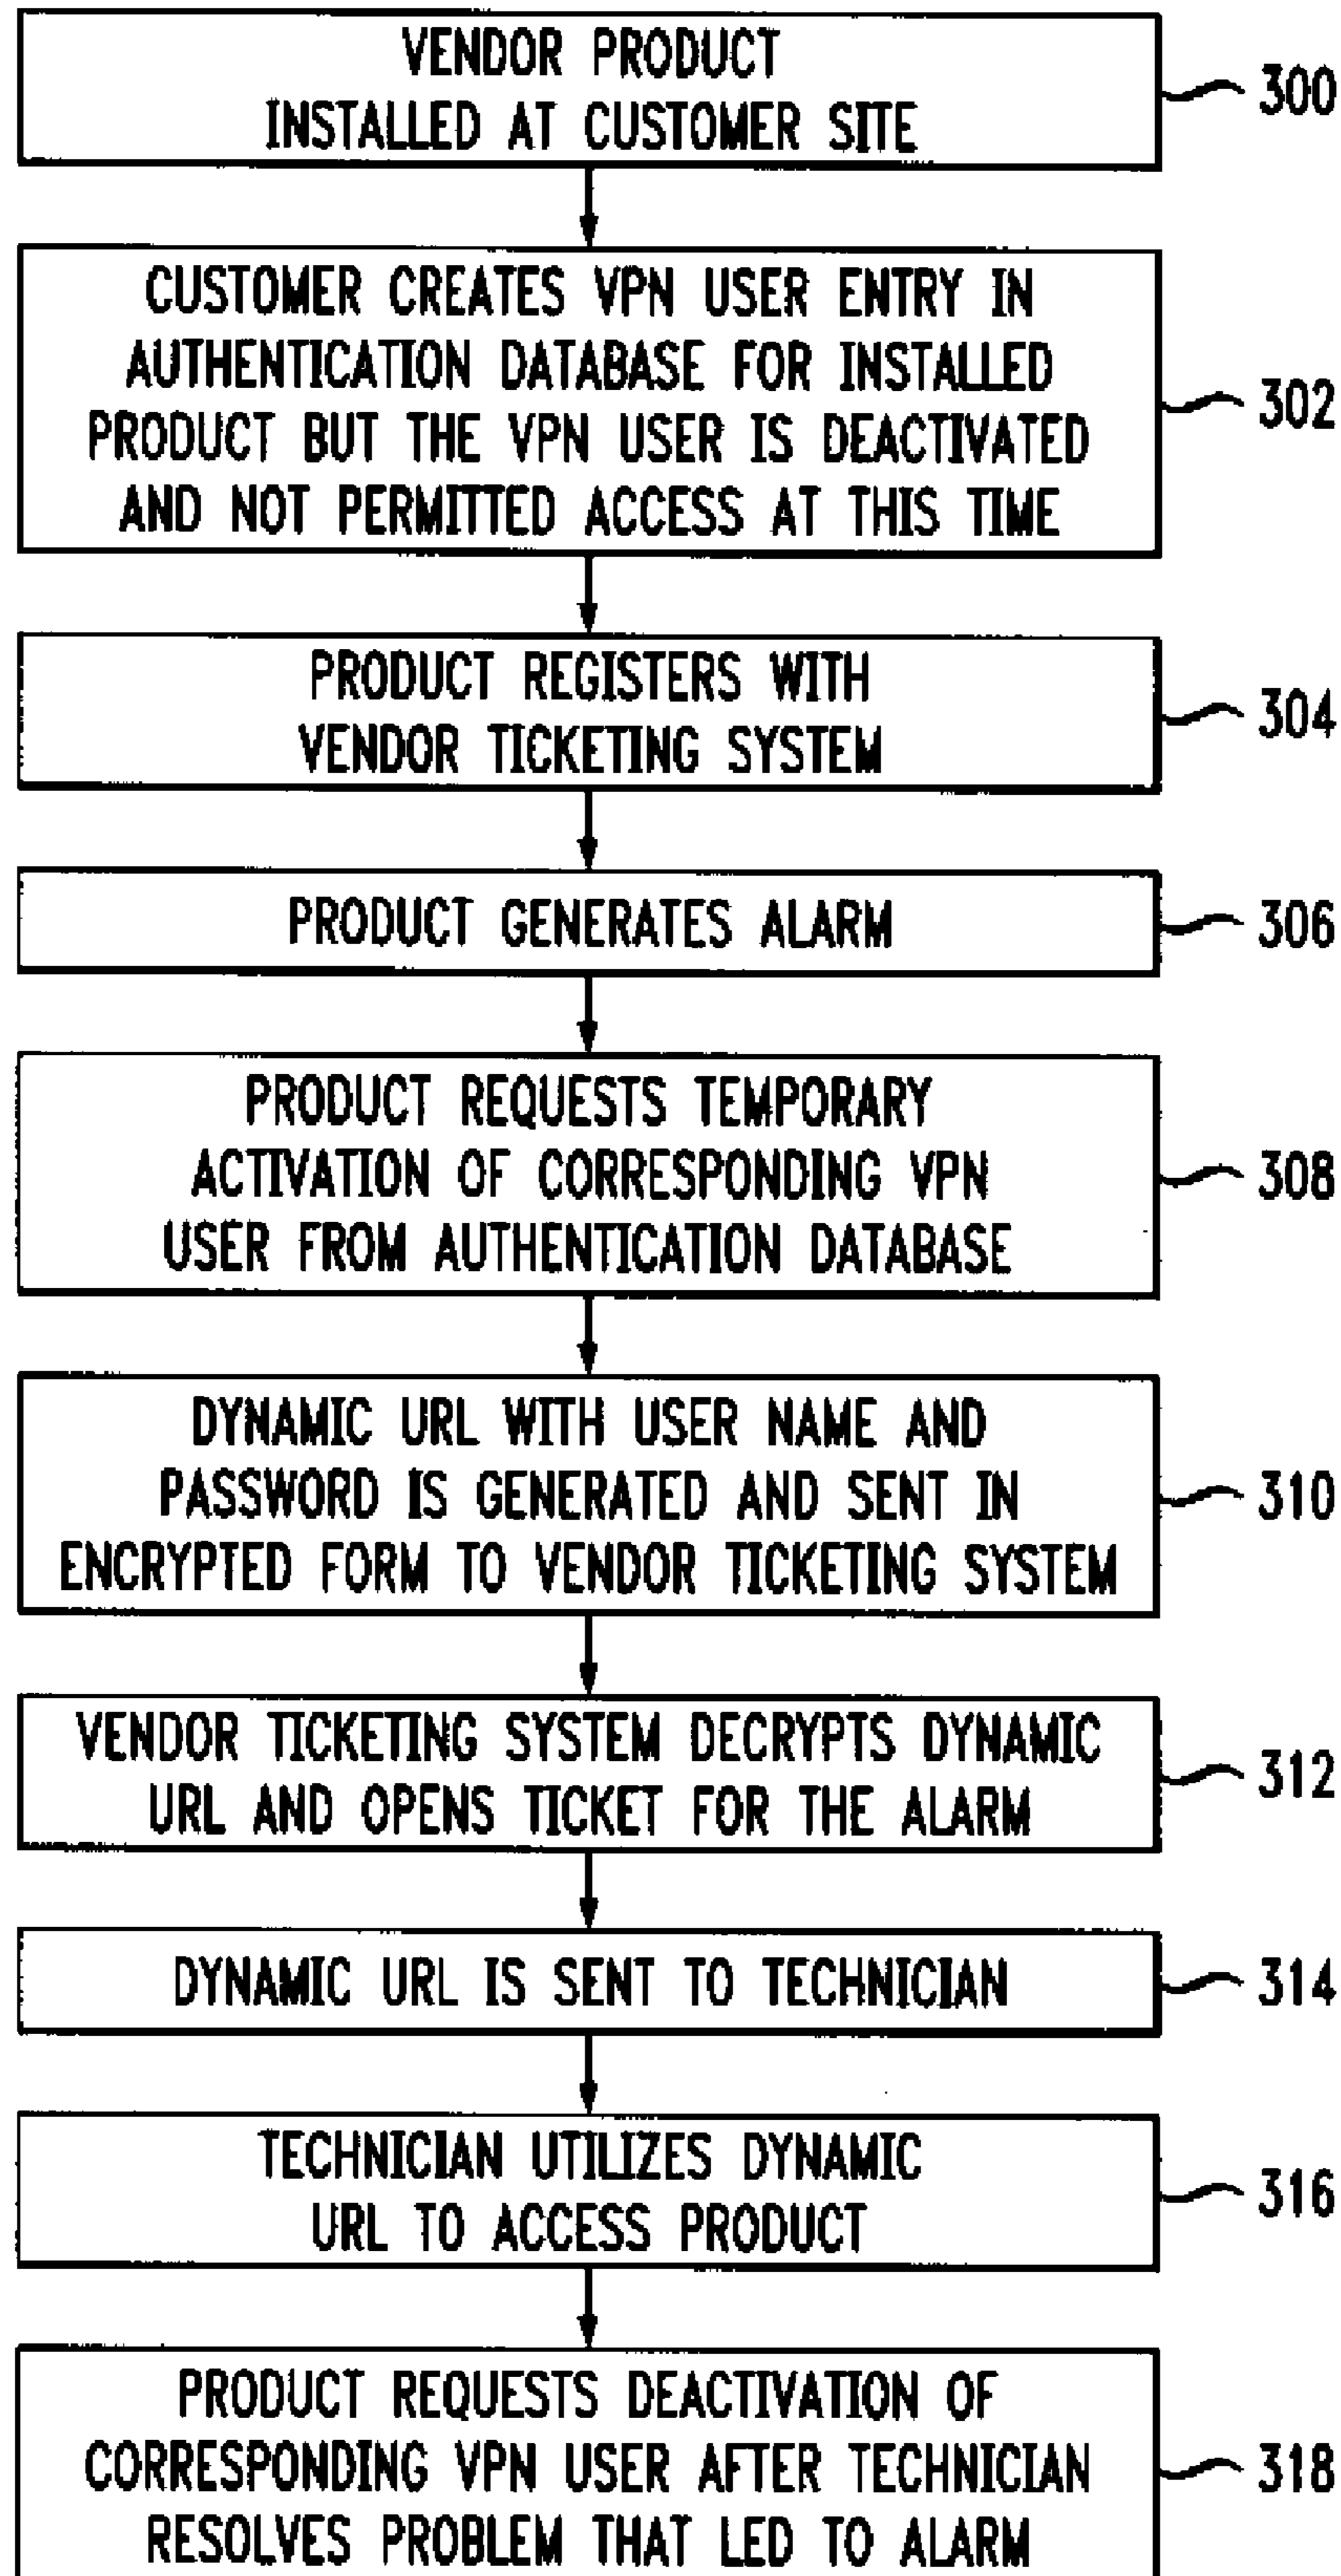 VENDOR PRODUCT
INSTALLED AT CUSTOMER SITE
300
CUSTOMER CREATES VPN USER ENTRY IN
AUTHENTICATION DATABASE FOR INSTALLED
PRODUCT BUT THE VPN USER IS DEACTIVATED
AND NOT PERMITTED ACCESS AT THIS TIME
302
PRODUCT REGISTERS WITH
VENDOR TICKETING SYSTEM
304
PRODUCT GENERATES ALARM
306
PRODUCT REQUESTS TEMPORARY
ACTIVATION OF CORRESPONDING VPN
USER FROM AUTHENTICATION DATABASE
308
DYNAMIC URL WITH USER NAME AND
PASSWORD IS GENERATED AND SENT IN
ENCRYPTED FORM TO VENDOR TICKETING SYSTEM
310
VENDOR TICKETING SYSTEM DECRYPTS DYNAMIC
URL AND OPENS TICKET FOR THE ALARM
312
DYNAMIC URL IS SENT TO TECHNICIAN
314
TECHNICIAN UTILIZES DYNAMIC
URL TO ACCESS PRODUCT
316
PRODUCT REQUESTS DEACTIVATION OF
CORRESPONDING VPN USER AFTER TECHNICIAN
RESOLVES PROBLEM THAT LED TO ALARM
318